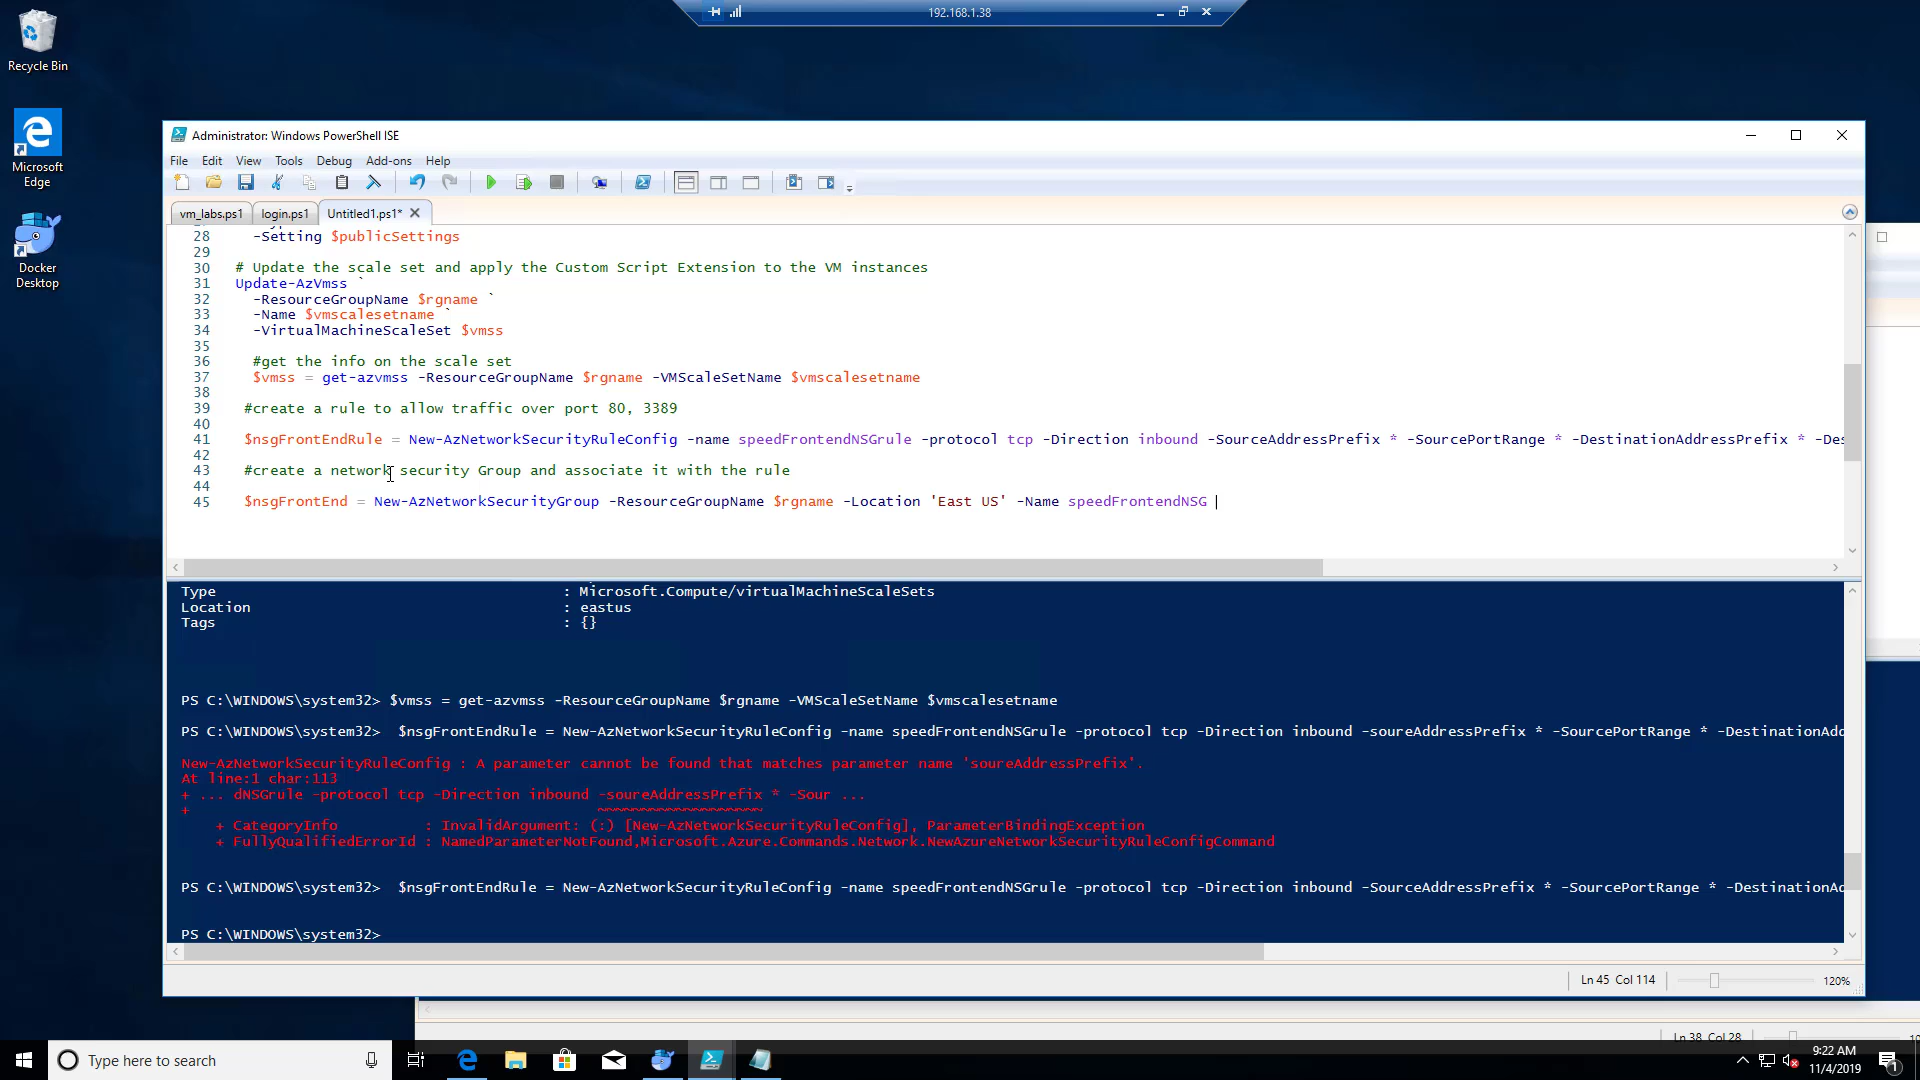 192.168.1.38
Recycle Bin
Microsoft
Edge
Docker
Desktop
Administrator: Windows PowerShell ISE
File Edit View Tools Debug Add-ons Help
vm_labs.ps1 login.ps1 Untitled1.ps1*
28 -Setting $publicSettings
29
30 # Update the scale set and apply the Custom Script Extension to the VM instances
31 Update-AzVmss `
32 -ResourceGroupName $rgname `
33 -Name $vmscalesetname `
34 -VirtualMachineScaleSet $vmss
35
36 #get the info on the scale set
37 $vmss = get-azvmss -ResourceGroupName $rgname -VMScaleSetName $vmscalesetname
38
39 #create a rule to allow traffic over port 80, 3389
40
41 $nsgFrontEndRule = New-AzNetworkSecurityRuleConfig -name speedFrontendNSGrule -protocol tcp -Direction inbound -SourceAddressPrefix * -SourcePortRange * -DestinationAddressPrefix * -Des
42
43 #create a network security Group and associate it with the rule
44
45 $nsgFrontEnd = New-AzNetworkSecurityGroup -ResourceGroupName $rgname -Location 'East US' -Name speedFrontendNSG
Type : Microsoft.Compute/virtualMachineScaleSets
Location : eastus
Tags : {}
PS C:\WINDOWS\system32> $vmss = get-azvmss -ResourceGroupName $rgname -VMScaleSetName $vmscalesetname
PS C:\WINDOWS\system32> $nsgFrontEndRule = New-AzNetworkSecurityRuleConfig -name speedFrontendNSGrule -protocol tcp -Direction inbound -soureAddressPrefix * -SourcePortRange * -DestinationAdd
New-AzNetworkSecurityRuleConfig : A parameter cannot be found that matches parameter name 'soureAddressPrefix'.
At line:1 char:113
+ ... dNSGrule -protocol tcp -Direction inbound -soureAddressPrefix * -Sour ...
+ ~~~~~~~~~~~~~~~~~~~
+ CategoryInfo : InvalidArgument: (:) [New-AzNetworkSecurityRuleConfig], ParameterBindingException
+ FullyQualifiedErrorId : NamedParameterNotFound,Microsoft.Azure.Commands.Network.NewAzureNetworkSecurityRuleConfigCommand
PS C:\WINDOWS\system32> $nsgFrontEndRule = New-AzNetworkSecurityRuleConfig -name speedFrontendNSGrule -protocol tcp -Direction inbound -SourceAddressPrefix * -SourcePortRange * -DestinationAd
PS C:\WINDOWS\system32>
Ln 45 Col 114 120%
Ln 38 Col 28
Type here to search
9:22 AM
11/4/2019
1